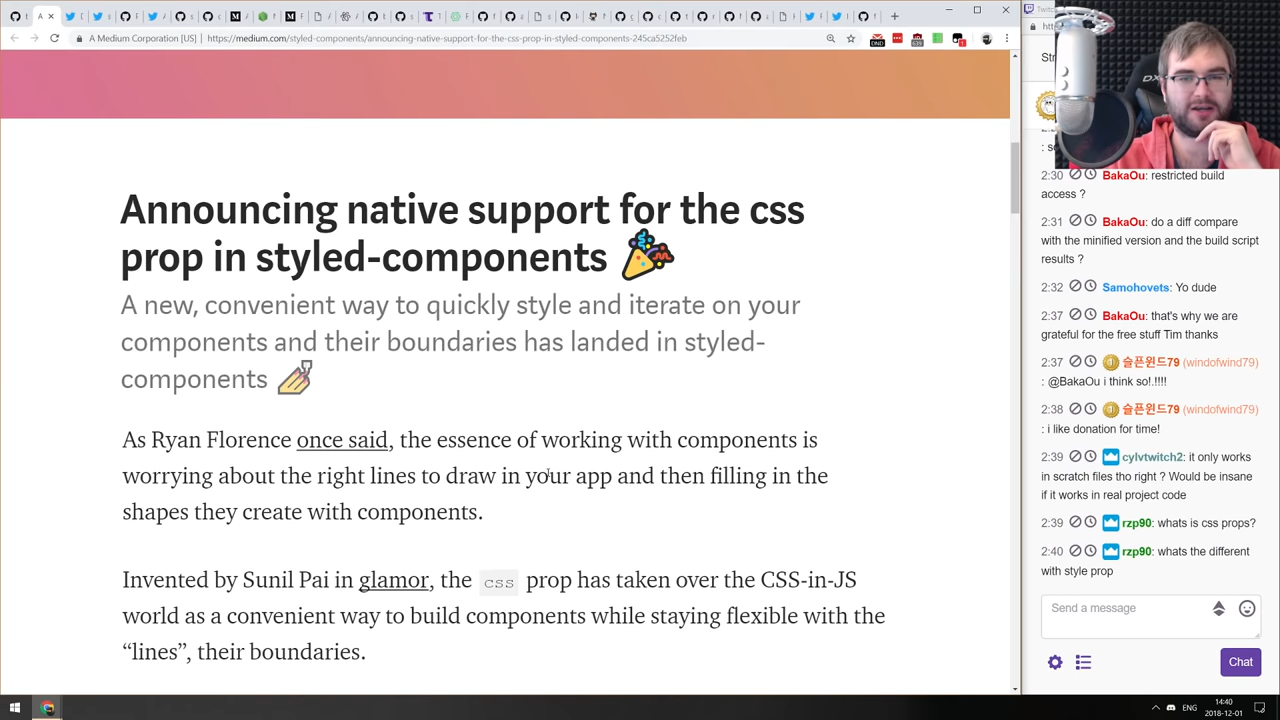 A Medium Corporation [US] | https://medium.com/styled-components/announcing-native-support-for-the-css-prop-in-styled-components-245ca5252feb
Announcing native support for the css
prop in styled-components 🎉
A new, convenient way to quickly style and iterate on your
components and their boundaries has landed in styled-
components 💅
As Ryan Florence once said, the essence of working with components is
worrying about the right lines to draw in your app and then filling in the
shapes they create with components.
Invented by Sunil Pai in glamor, the css prop has taken over the CSS-in-JS
world as a convenient way to build components while staying flexible with the
“lines”, their boundaries.
2:30 BakaOu: restricted build
access ?
2:31 BakaOu: do a diff compare
with the minified version and the build script
results ?
2:32 Samohovets: Yo dude
2:37 BakaOu: that's why we are
grateful for the free stuff Tim thanks
2:37 슬픈윈드79 (windofwind79)
: @BakaOu i think so!.!!!!
2:38 슬픈윈드79 (windofwind79)
: i like donation for time!
2:39 cylvtwitch2: it only works
in scratch files tho right ? Would be insane
if it works in real project code
2:39 rzp90: whats is css props?
2:40 rzp90: whats the different
with style prop
Send a message
Chat
ENG
14:40
2018-12-01